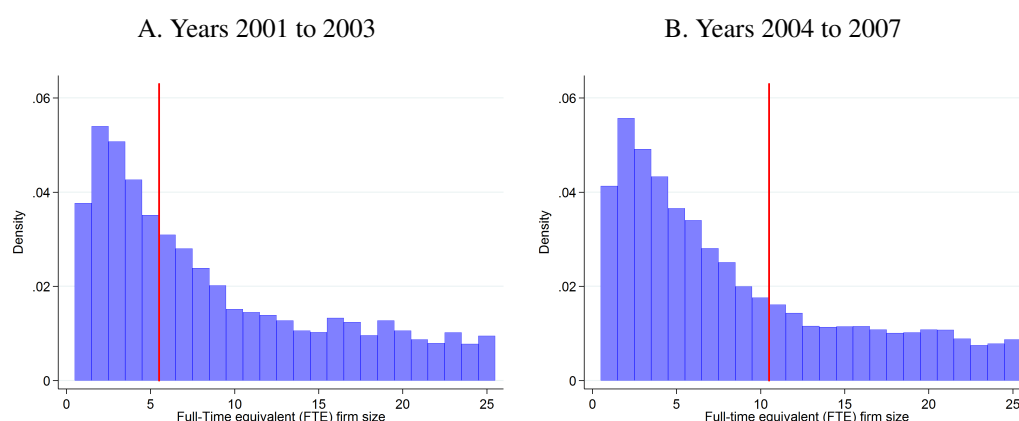 A. Years 2001 to 2003
.06
.04
.02
0
Density
0 5 10 15 20 25
Full-Time equivalent (FTE) firm size
B. Years 2004 to 2007
.06
.04
.02
0
Density
0 5 10 15 20 25
Full-time equivalent (FTE) firm size